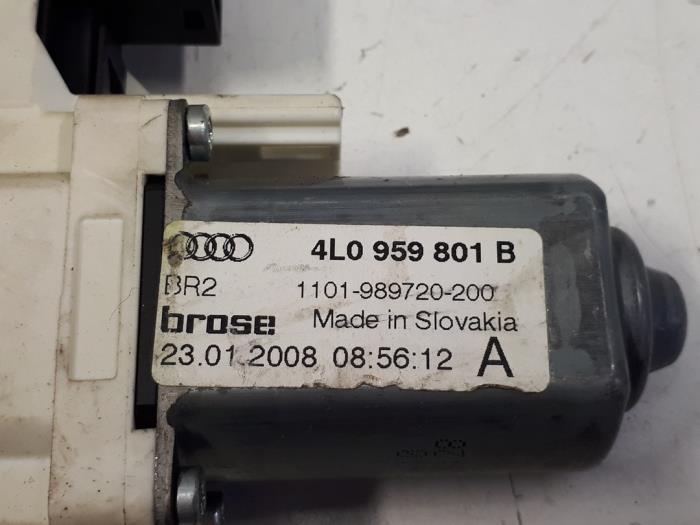 4L0 959 801 B
BR2 1101-989720-200
brose Made in Slovakia
23.01.2008 08:56:12 A